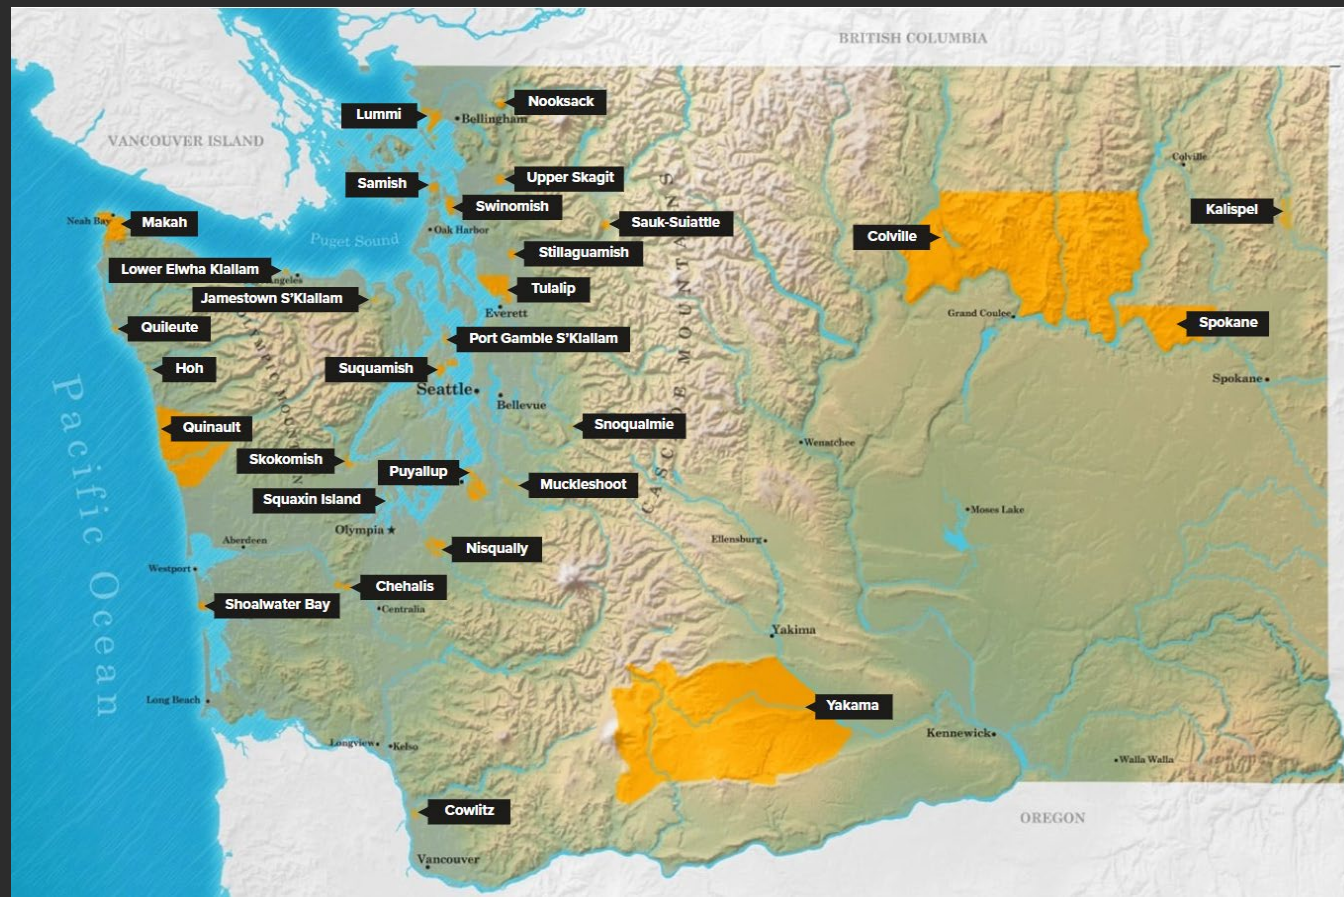 BRITISH COLUMBIA
Nooksack
Lummi
Bellingham
VANCOUVER ISLAND
Colville
Upper Skagit
Samish
Swinomish
Kalispel
Neah Bay
Makah
Sauk-Suiattle
Oak Harbor
Colville
Puget Sound
Stillaguamish
Lower Elwha Klallam
Angeles
Tulalip
Jamestown S'Klallam
Everett
Grand Coulee
Spokane
Quileute
Port Gamble S'Klallam
Hoh
Suquamish
Spokane
Seattle
Bellevue
CASCADE MOUNTAINS
Pacific Ocean
Quinault
Snoqualmie
Wenatchee
Skokomish
Puyallup
Muckleshoot
Squaxin Island
Moses Lake
Olympia
Aberdeen
Ellensburg
Nisqually
Westport
Chehalis
Shoalwater Bay
Centralia
Yakima
Long Beach
Yakama
Kennewick
Longview
Kelso
Walla Walla
Cowlitz
OREGON
Vancouver